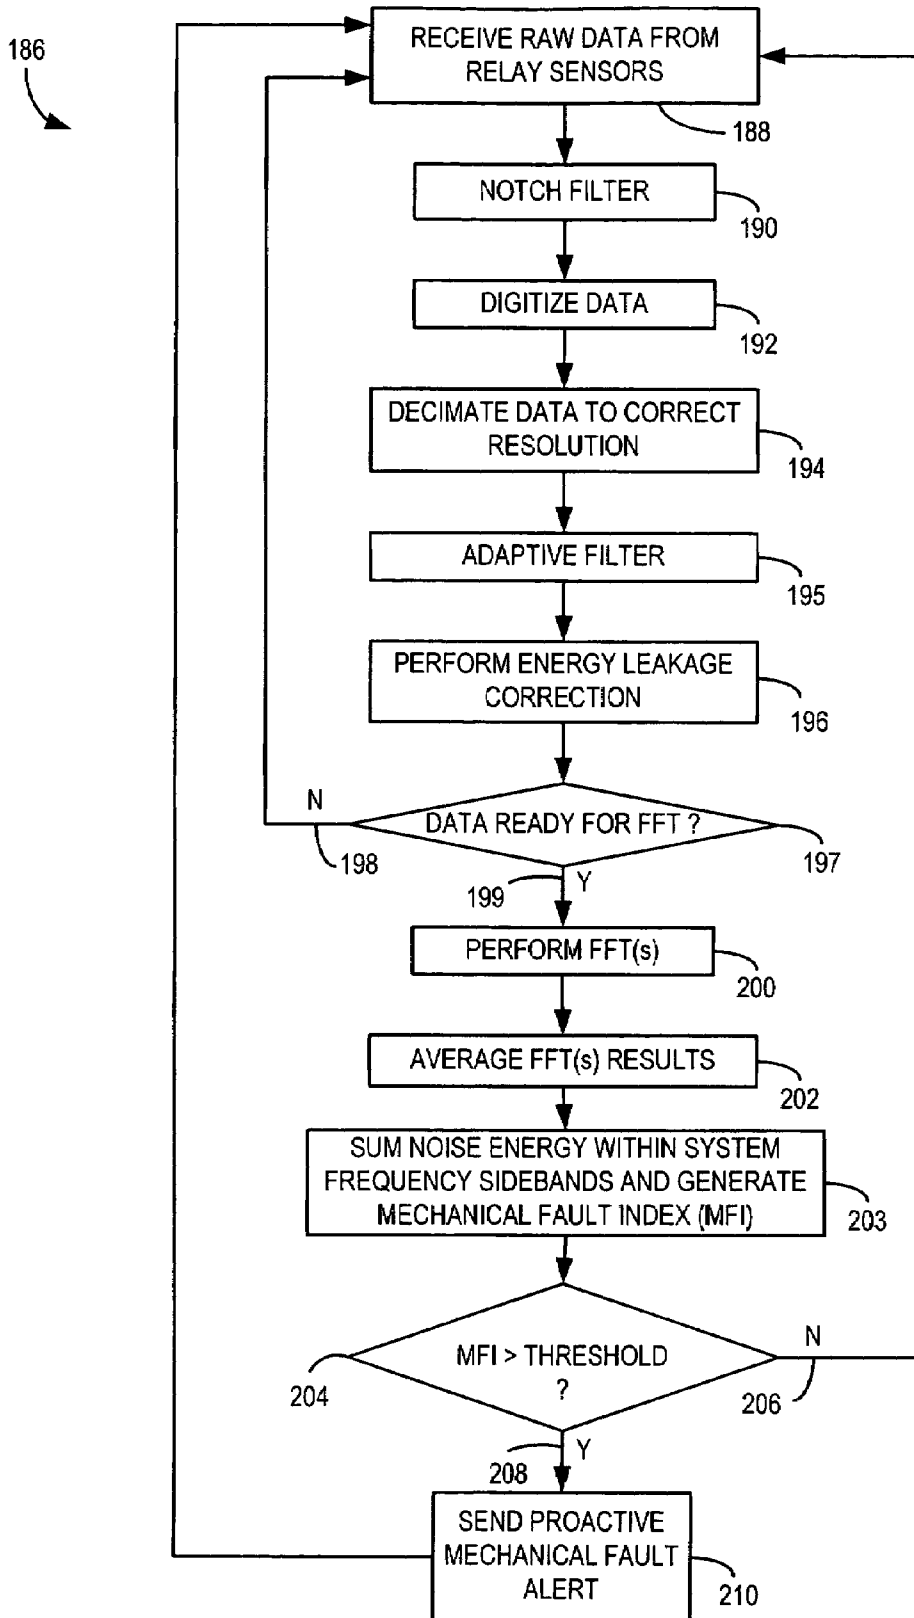 186
RECEIVE RAW DATA FROM
RELAY SENSORS
188
NOTCH FILTER
190
DIGITIZE DATA
192
DECIMATE DATA TO CORRECT
RESOLUTION
194
ADAPTIVE FILTER
195
PERFORM ENERGY LEAKAGE
CORRECTION
196
DATA READY FOR FFT ?
197
N
198
199
Y
PERFORM FFT(s)
200
AVERAGE FFT(s) RESULTS
202
SUM NOISE ENERGY WITHIN SYSTEM
FREQUENCY SIDEBANDS AND GENERATE
MECHANICAL FAULT INDEX (MFI)
203
MFI > THRESHOLD
?
204
N
206
208
Y
SEND PROACTIVE
MECHANICAL FAULT
ALERT
210